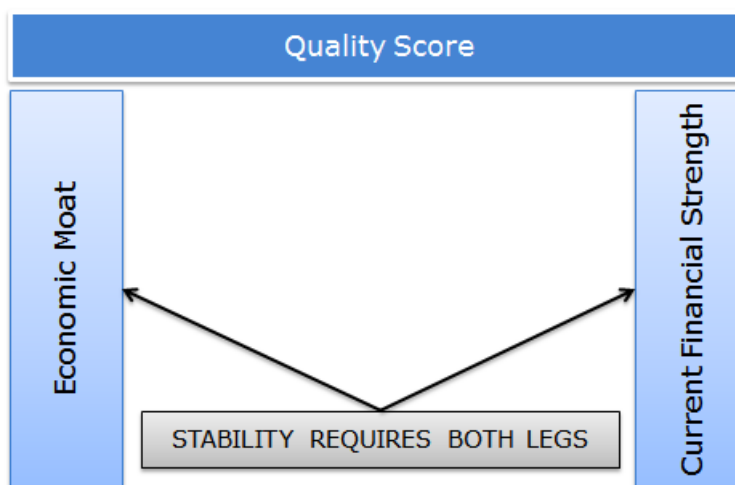 Quality Score
Economic Moat
Current Financial Strength
STABILITY REQUIRES BOTH LEGS